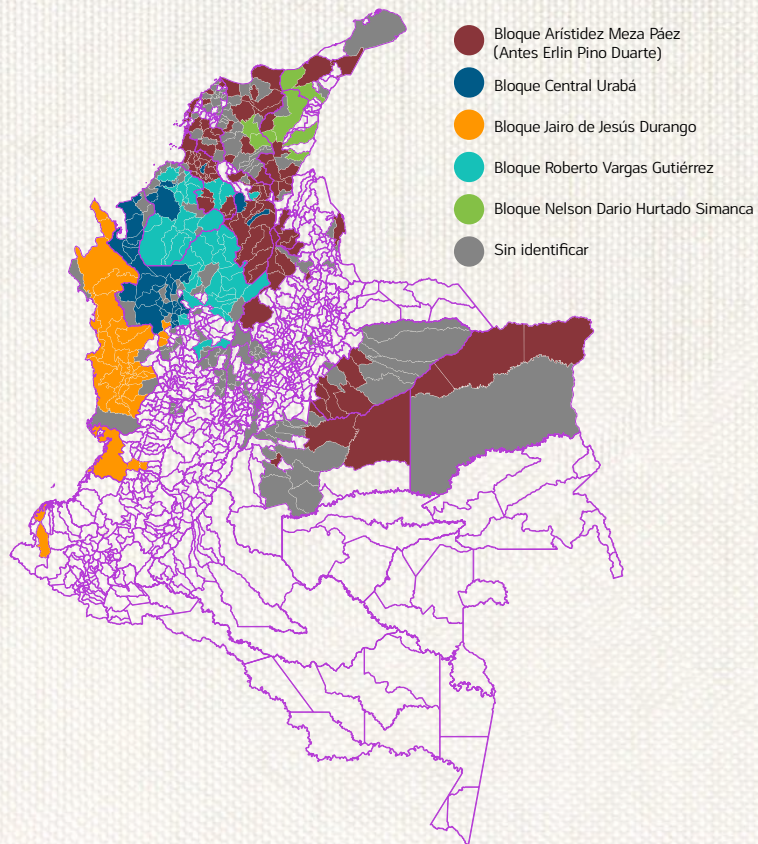 Bloque Arístidez Meza Páez
(Antes Erlin Pino Duarte)
Bloque Central Urabá
Bloque Jairo de Jesús Durango
Bloque Roberto Vargas Gutiérrez
Bloque Nelson Dario Hurtado Simanca
Sin identificar